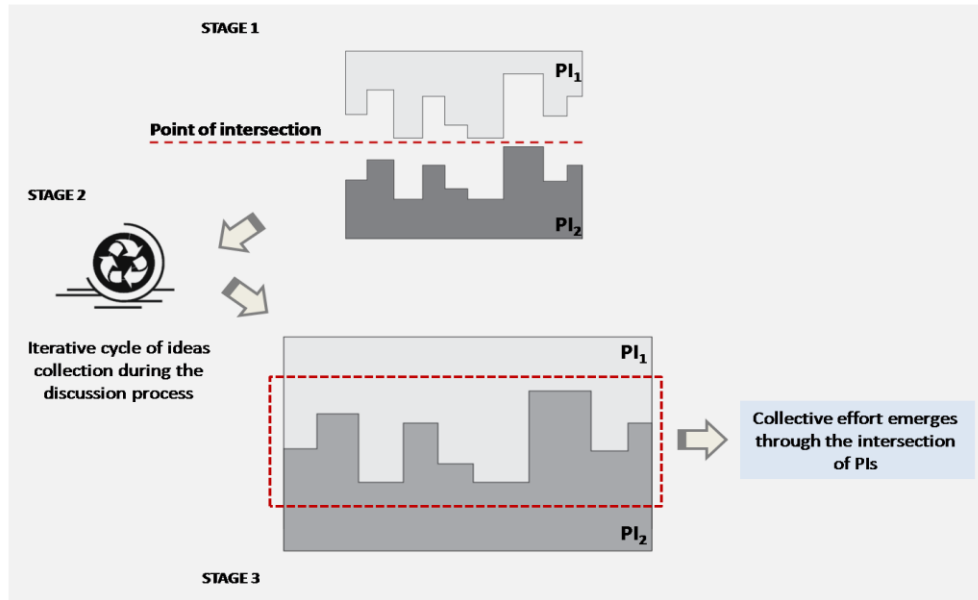 STAGE 1
PI₁
Point of intersection
STAGE 2
PI₂
Iterative cycle of ideas
collection during the
discussion process
PI₁
Collective effort emerges
through the intersection
of PIs
PI₂
STAGE 3